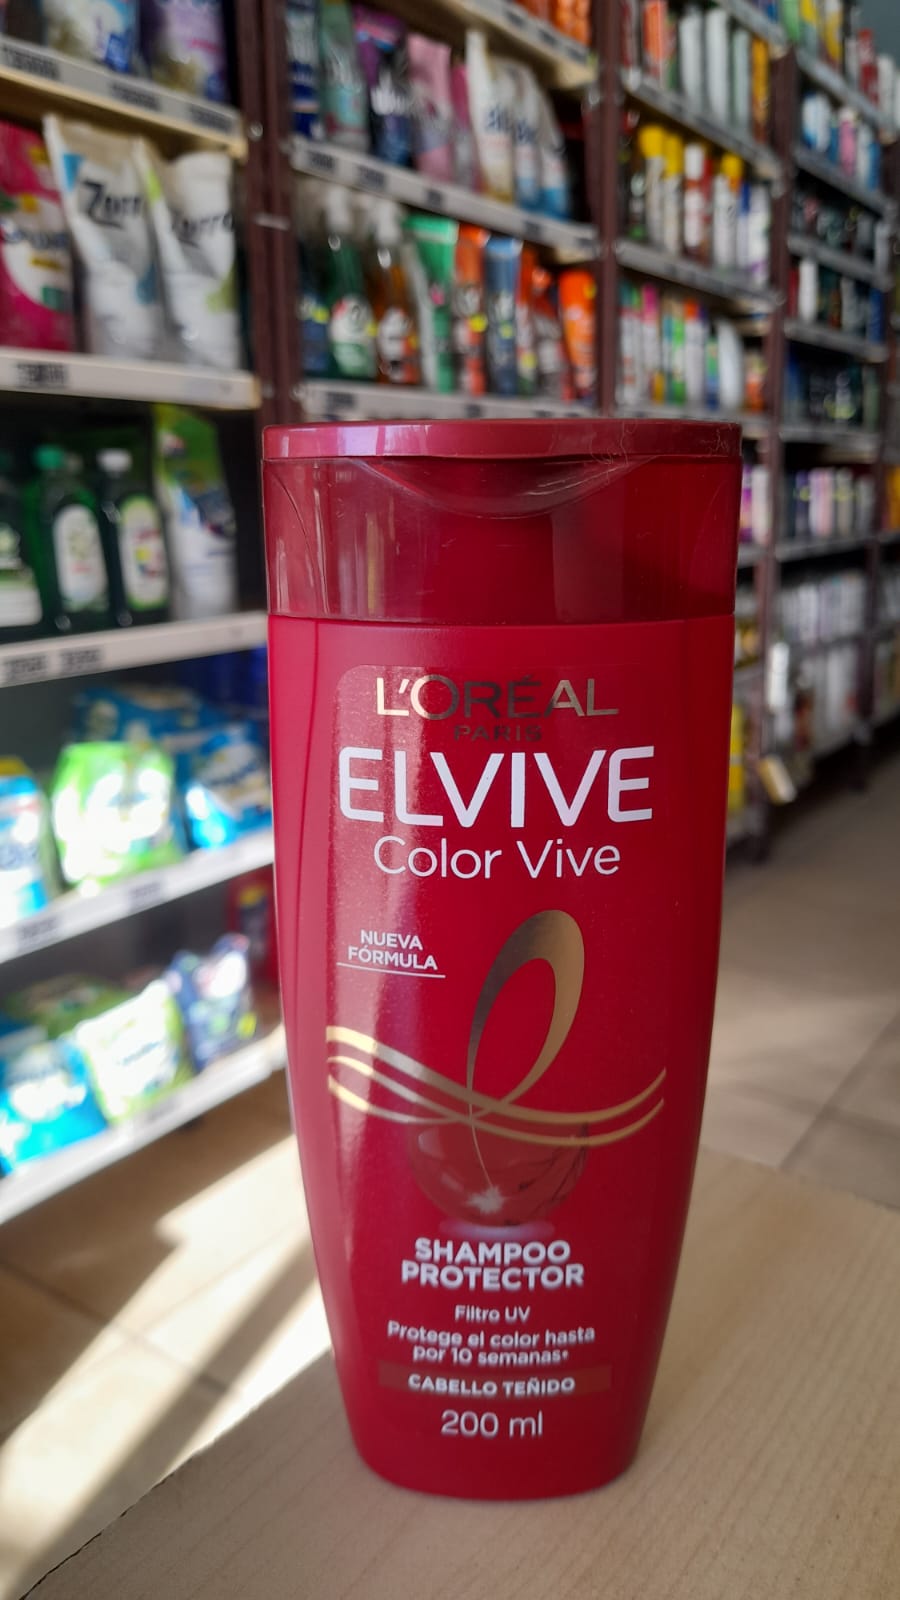 Zorro
L'ORÉAL
PARIS
ELVIVE
Color Vive
NUEVA
FÓRMULA
SHAMPOO
PROTECTOR
Filtro UV
Protege el color hasta
por 10 semanas*
CABELLO TEÑIDO
200 ml